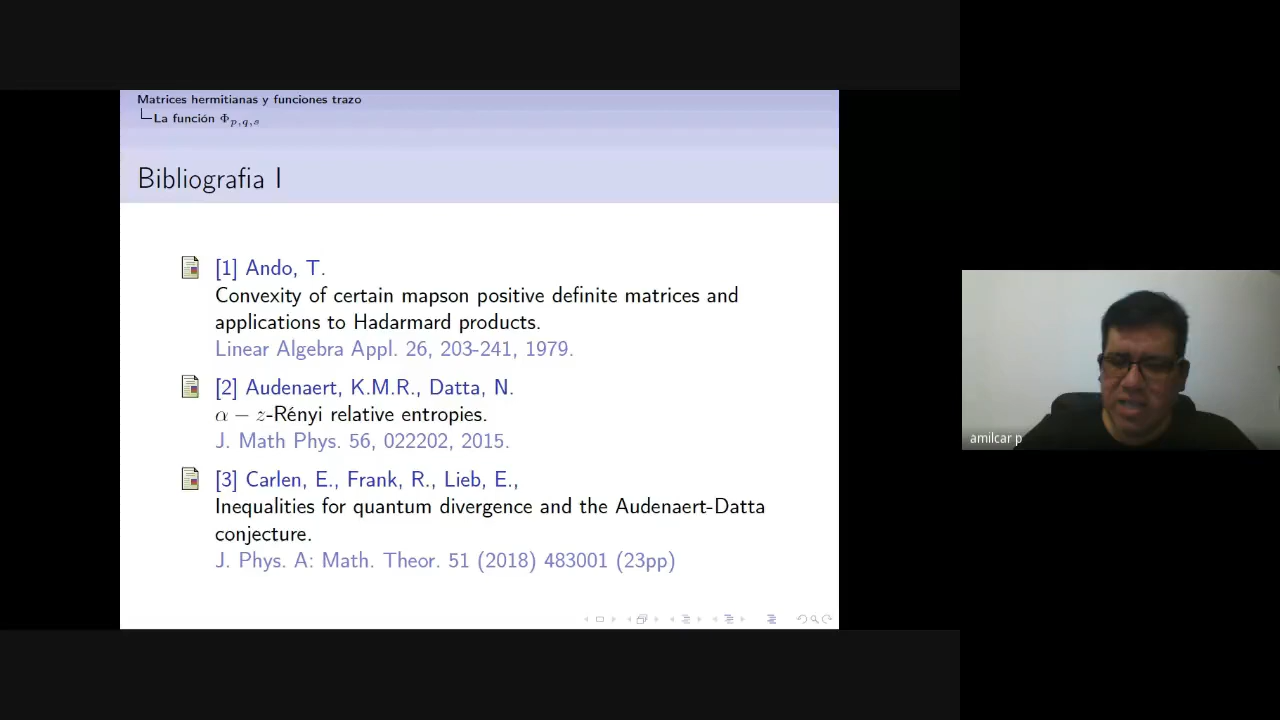 Matrices hermitianas y funciones trazo
La función Φp,q,s
Bibliografia I
[1] Ando, T.
Convexity of certain mapson positive definite matrices and
applications to Hadarmard products.
Linear Algebra Appl. 26, 203-241, 1979.
[2] Audenaert, K.M.R., Datta, N.
α − z-Rényi relative entropies.
J. Math Phys. 56, 022202, 2015.
[3] Carlen, E., Frank, R., Lieb, E.,
Inequalities for quantum divergence and the Audenaert-Datta
conjecture.
J. Phys. A: Math. Theor. 51 (2018) 483001 (23pp)
amilcar p